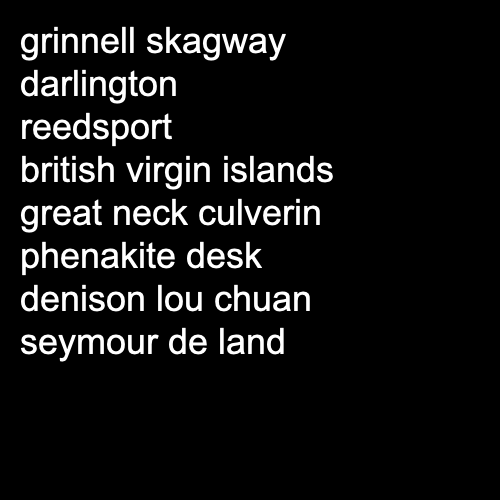 grinnell skagway
darlington
reedsport
british virgin islands
great neck culverin
phenakite desk
denison lou chuan
seymour de land